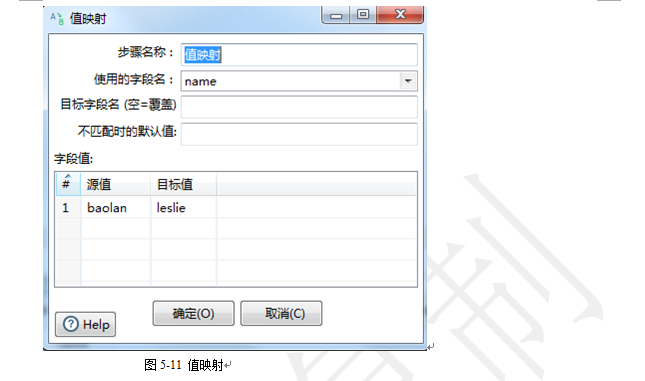 值映射
步骤名称： 值映射
使用的字段名： name
目标字段名 (空=覆盖)
不匹配时的默认值:
字段值:
# 源值 目标值
1 baolan leslie
确定(O) 取消(C)
Help
图 5-11 值映射
制